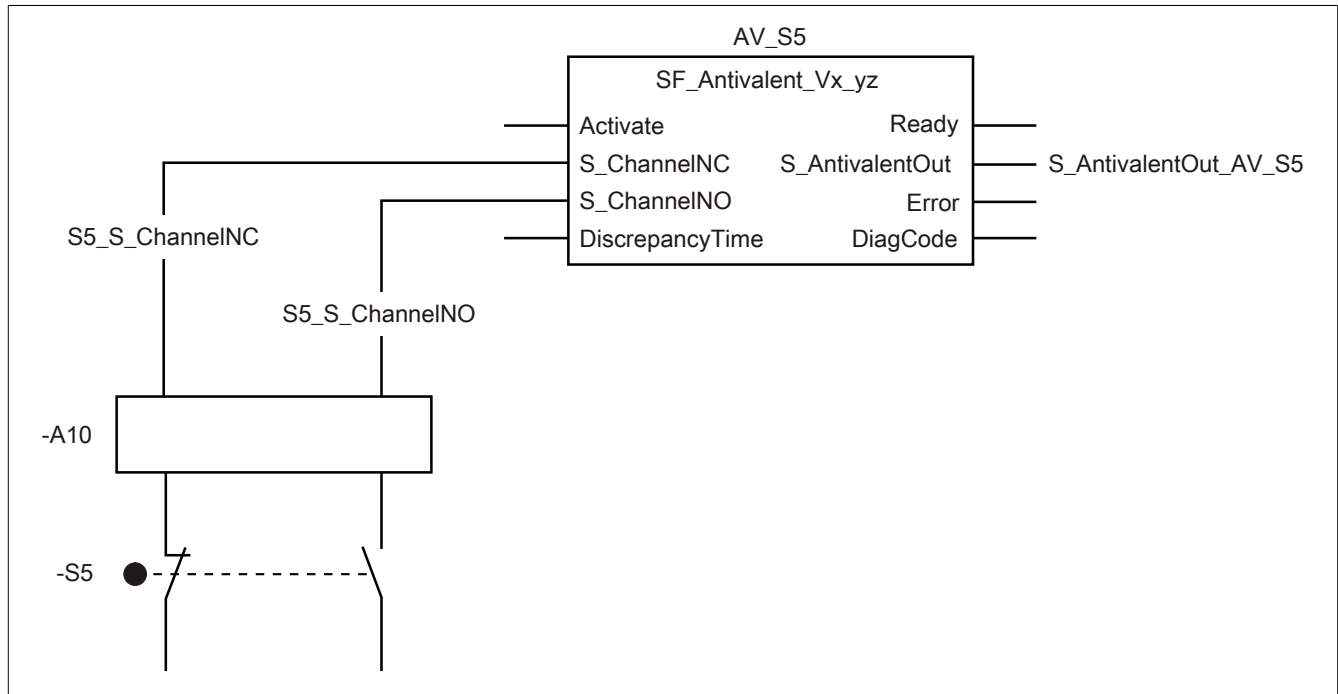 AV_S5
SF_Antivalent_Vx_yz
Activate Ready
S_ChannelNC S_AntivalentOut S_AntivalentOut_AV_S5
S_ChannelNO Error
DiscrepancyTime DiagCode
S5_S_ChannelNC
S5_S_ChannelNO
-A10
-S5